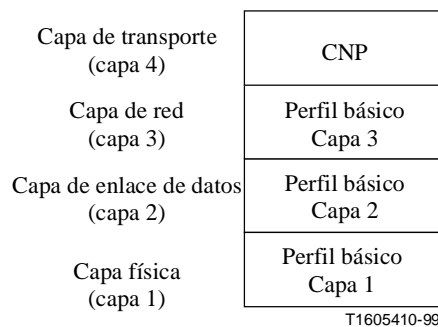 Capa de transporte
(capa 4)
CNP
Capa de red
(capa 3)
Perfil básico
Capa 3
Capa de enlace de datos
(capa 2)
Perfil básico
Capa 2
Capa física
(capa 1)
Perfil básico
Capa 1
T1605410-99